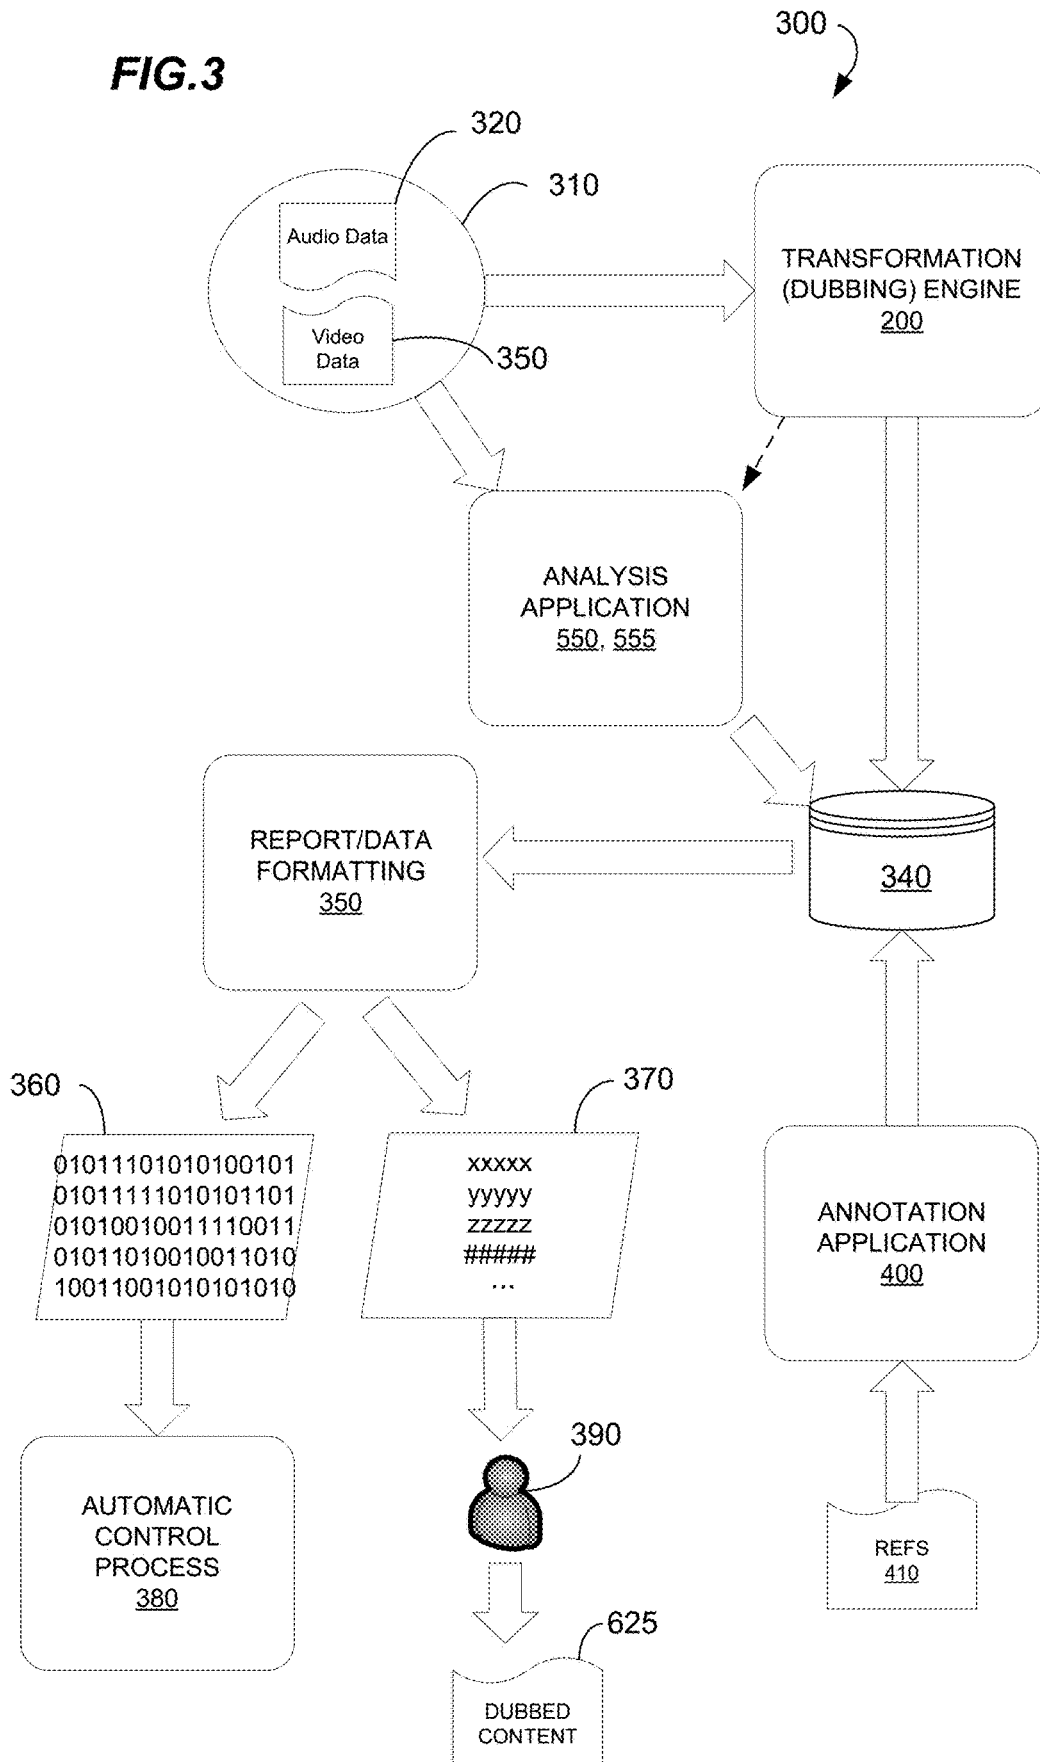 FIG.3
300
320
310
Audio Data
Video
Data
350
TRANSFORMATION
(DUBBING) ENGINE
200
ANALYSIS
APPLICATION
550, 555
REPORT/DATA
FORMATTING
350
340
360
01011101010100101
01011111010101101
01010010011110011
01011010010011010
10011001010101010
370
xxxxx
yyyyy
zzzzz
#####
...
ANNOTATION
APPLICATION
400
AUTOMATIC
CONTROL
PROCESS
380
390
REFS
410
625
DUBBED
CONTENT